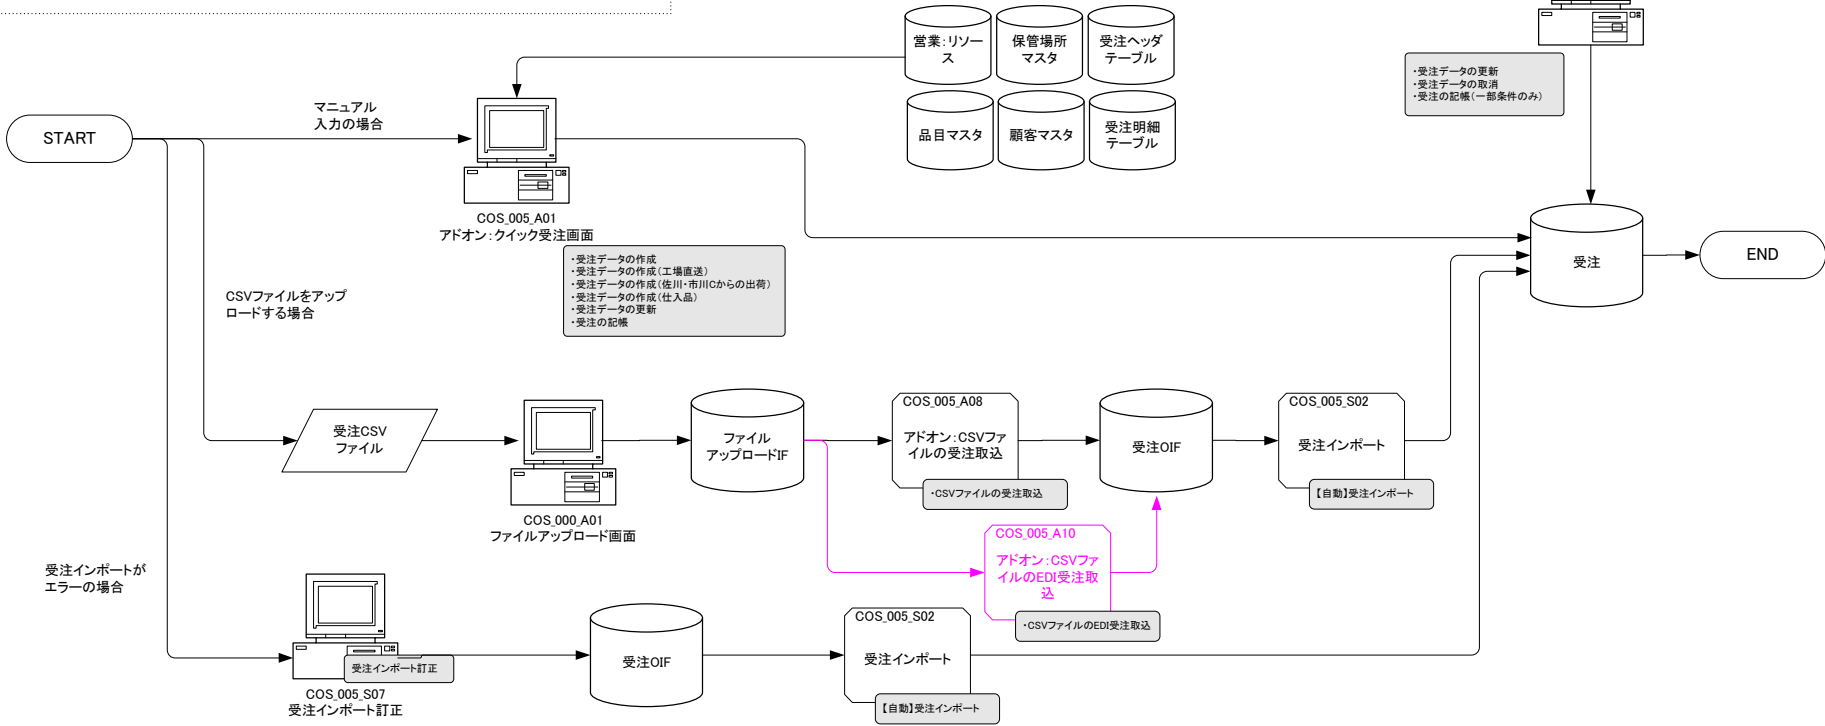 営業:リソー
ス
保管場所
マスタ
受注ヘッダ
テーブル
品目マスタ
顧客マスタ
受注明細
テーブル
・受注データの更新
・受注データの取消
・受注の記帳(一部条件のみ)
START
マニュアル
入力の場合
COS_005_A01
アドオン:クイック受注画面
・受注データの作成
・受注データの作成(工場直送)
・受注データの作成(佐川・市川Cからの出荷)
・受注データの作成(仕入品)
・受注データの更新
・受注の記帳
受注
END
CSVファイルをアップ
ロードする場合
受注CSV
ファイル
COS_000_A01
ファイルアップロード画面
ファイル
アップロードIF
COS_005_A08
アドオン:CSVファ
イルの受注取込
・CSVファイルの受注取込
受注OIF
COS_005_S02
受注インポート
【自動】受注インポート
COS_005_A10
アドオン:CSVファ
イルのEDI受注取
込
・CSVファイルのEDI受注取込
受注インポートが
エラーの場合
受注インポート訂正
COS_005_S07
受注インポート訂正
受注OIF
COS_005_S02
受注インポート
【自動】受注インポート